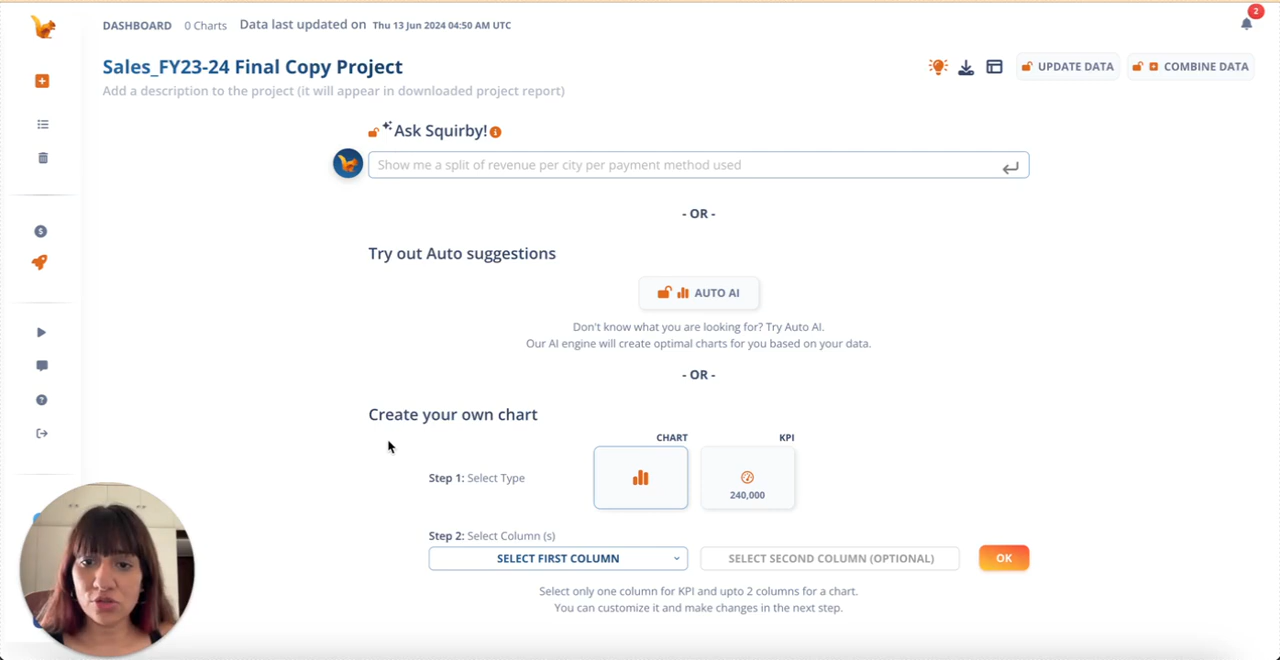 DASHBOARD 0 Charts Data last updated on Thu 13 Jun 2024 04:50 AM UTC
2
Sales_FY23-24 Final Copy Project
UPDATE DATA
COMBINE DATA
Add a description to the project (it will appear in downloaded project report)
Ask Squirby!
Show me a split of revenue per city per payment method used
- OR -
Try out Auto suggestions
AUTO AI
Don't know what you are looking for? Try Auto AI.
Our AI engine will create optimal charts for you based on your data.
- OR -
Create your own chart
CHART
KPI
Step 1: Select Type
240,000
Step 2: Select Column (s)
SELECT FIRST COLUMN
SELECT SECOND COLUMN (OPTIONAL)
OK
Select only one column for KPI and upto 2 columns for a chart.
You can customize it and make changes in the next step.